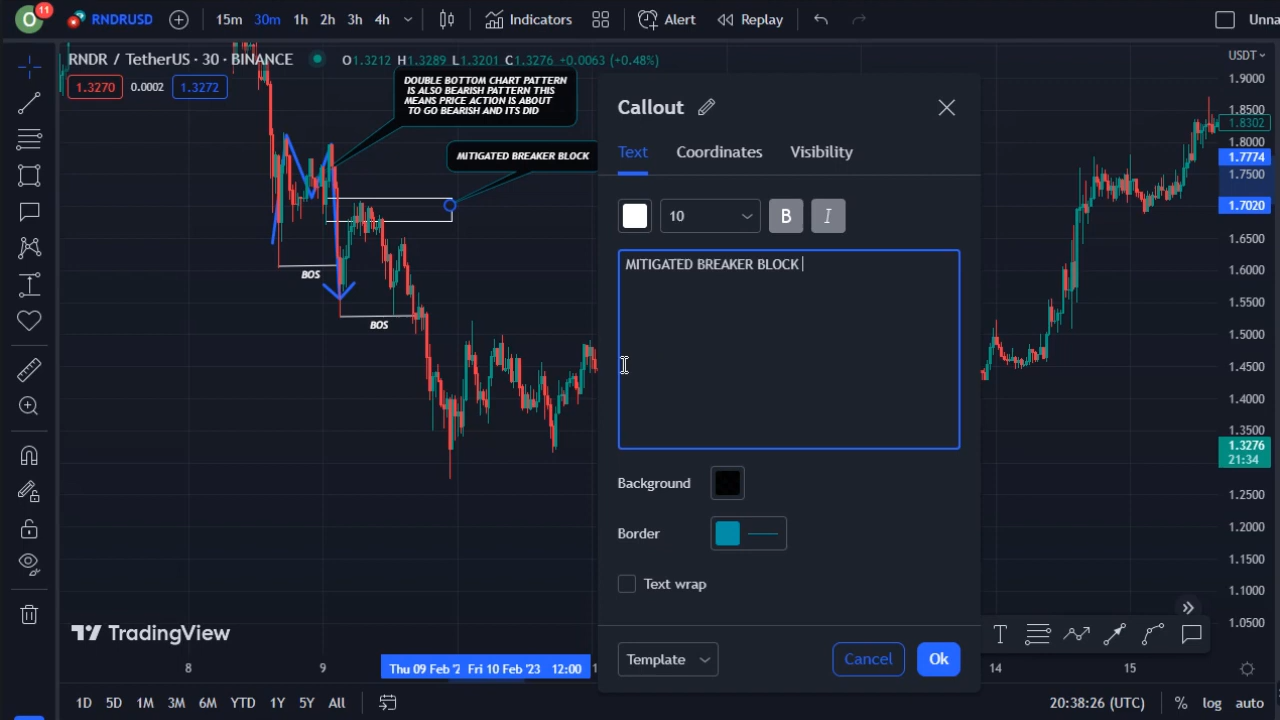 O
11
RNDRUSD
15m 30m 1h 2h 3h 4h
Indicators
Alert
Replay
Unna
RNDR / TetherUS · 30 · BINANCE
O1.3212 H1.3289 L1.3201 C1.3276 +0.0063 (+0.48%)
1.3270 0.0002 1.3272
DOUBLE BOTTOM CHART PATTERN
IS ALSO BEARISH PATTERN THIS
MEANS PRICE ACTION IS ABOUT
TO GO BEARISH AND ITS DID
MITIGATED BREAKER BLOCK
BOS
BOS
Callout
Text Coordinates Visibility
10
B I
MITIGATED BREAKER BLOCK
Background
Border
Text wrap
Template
Cancel
Ok
USDT
1.9000
1.8500
1.8302
1.8000
1.7774
1.7500
1.7020
1.6500
1.6000
1.5500
1.5000
1.4500
1.4000
1.3500
1.3276
21:34
1.2500
1.2000
1.1500
1.1000
1.0500
TradingView
T
8 9 Thu 09 Feb '2 Fri 10 Feb '23 12:00 14 15
1D 5D 1M 3M 6M YTD 1Y 5Y All
20:38:26 (UTC) % log auto